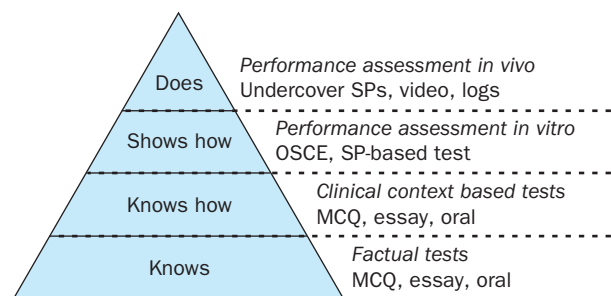 Does
Performance assessment in vivo
Undercover SPs, video, logs
Shows how
Performance assessment in vitro
OSCE, SP-based test
Knows how
Clinical context based tests
MCQ, essay, oral
Knows
Factual tests
MCQ, essay, oral